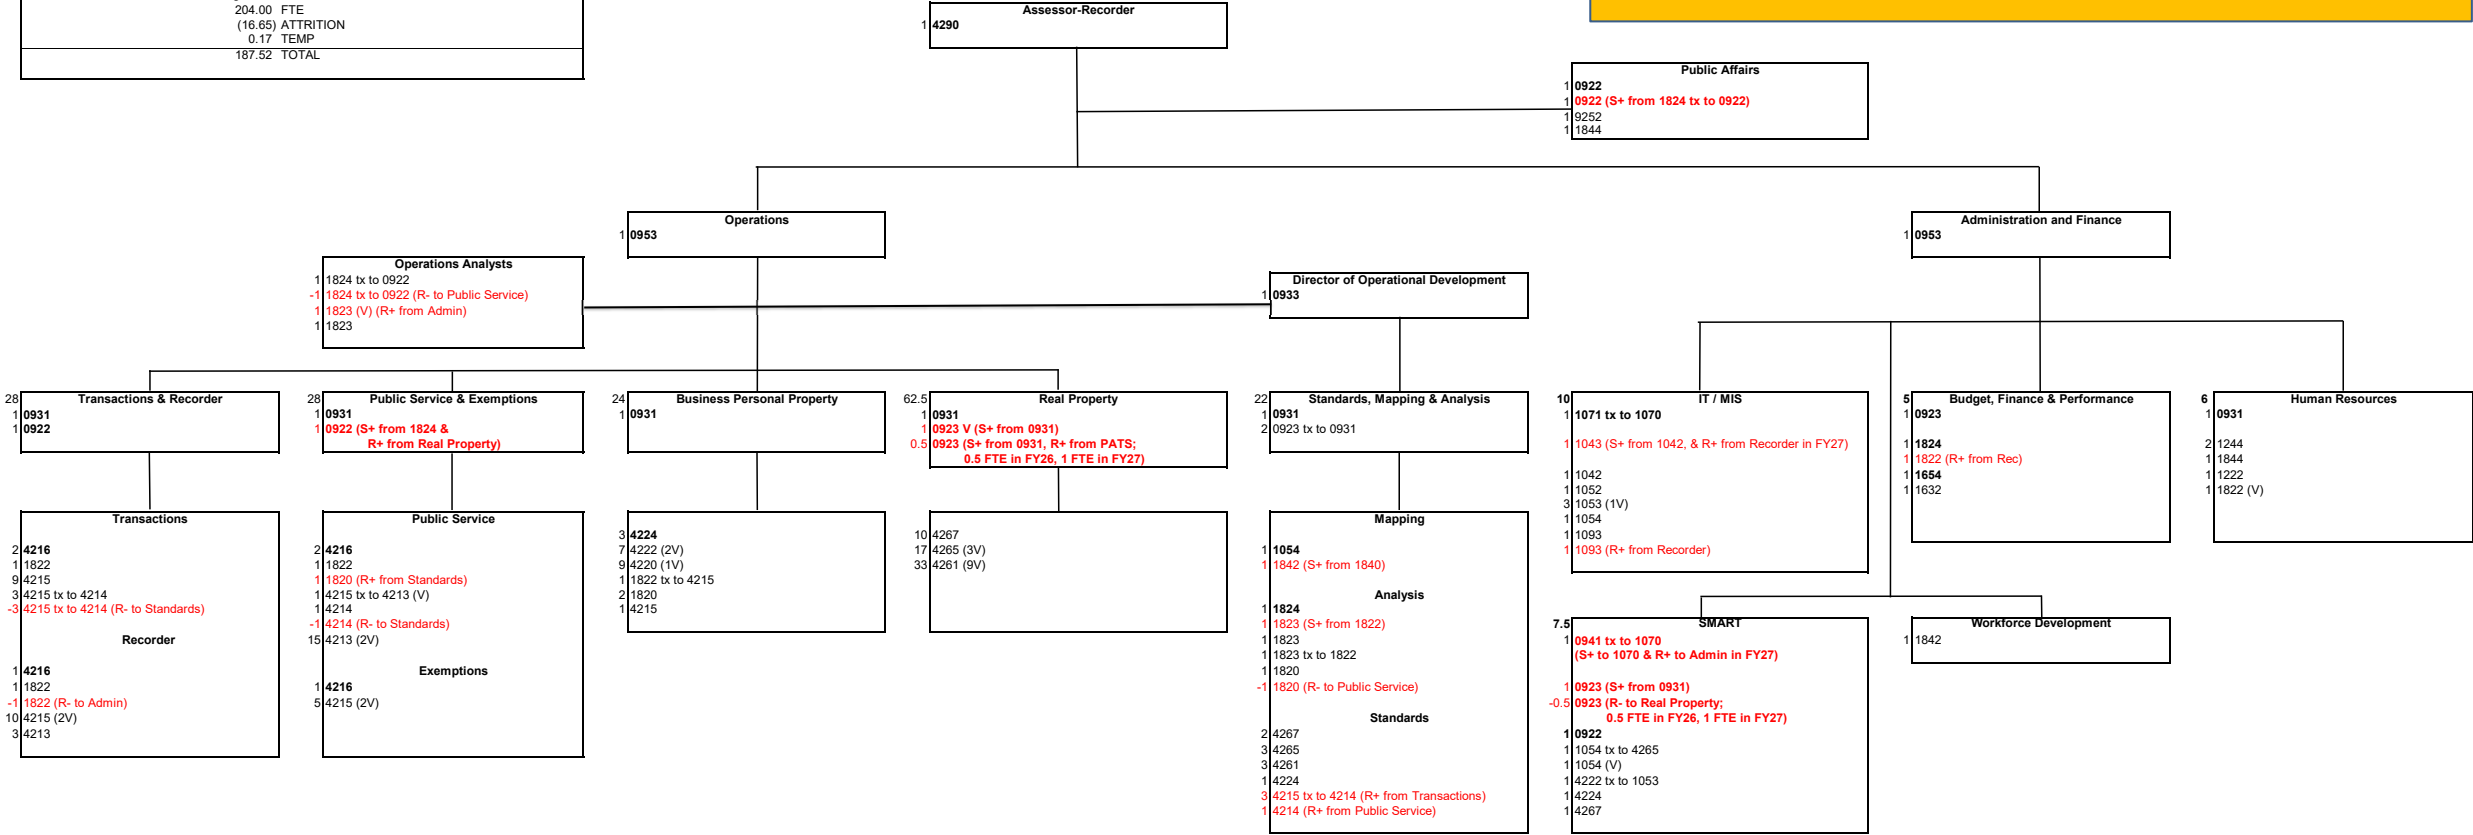 204.00 FTE
(16.65) ATTRITION
0.17 TEMP
187.52 TOTAL
Assessor-Recorder
1 4290
Public Affairs
1 0922
1 0922 (S+ from 1824 tx to 0922)
1 9252
1 1844
Operations
1 0953
Administration and Finance
1 0953
Operations Analysts
1 1824 tx to 0922
-1 1824 tx to 0922 (R- to Public Service)
1 1823 (V) (R+ from Admin)
1 1823
Director of Operational Development
1 0933
28 Transactions & Recorder
1 0931
1 0922
28 Public Service & Exemptions
1 0931
1 0922 (S+ from 1824 &
R+ from Real Property)
24 Business Personal Property
1 0931
62.5 Real Property
1 0931
1 0923 V (S+ from 0931)
0.5 0923 (S+ from 0931, R+ from PATS;
0.5 FTE in FY26, 1 FTE in FY27)
22 Standards, Mapping & Analysis
1 0931
2 0923 tx to 0931
10 IT / MIS
1 1071 tx to 1070
1 1043 (S+ from 1042, & R+ from Recorder in FY27)
1 1042
1 1052
3 1053 (1V)
1 1054
1 1093
1 1093 (R+ from Recorder)
5 Budget, Finance & Performance
1 0923
1 1824
1 1822 (R+ from Rec)
1 1654
1 1632
6 Human Resources
1 0931
2 1244
1 1844
1 1222
1 1822 (V)
Transactions
2 4216
1 1822
9 4215
3 4215 tx to 4214
-3 4215 tx to 4214 (R- to Standards)
Recorder
1 4216
1 1822
-1 1822 (R- to Admin)
10 4215 (2V)
3 4213
Public Service
2 4216
1 1822
1 1820 (R+ from Standards)
1 4215 tx to 4213 (V)
1 4214
-1 4214 (R- to Standards)
15 4213 (2V)
Exemptions
1 4216
5 4215 (2V)
3 4224
7 4222 (2V)
9 4220 (1V)
1 1822 tx to 4215
2 1820
1 4215
10 4267
17 4265 (3V)
33 4261 (9V)
Mapping
1 1054
1 1842 (S+ from 1840)
Analysis
1 1824
1 1823 (S+ from 1822)
1 1823
1 1823 tx to 1822
1 1820
-1 1820 (R- to Public Service)
Standards
2 4267
3 4265
3 4261
1 4224
3 4215 tx to 4214 (R+ from Transactions)
1 4214 (R+ from Public Service)
7.5 SMART
1 0941 tx to 1070
(S+ to 1070 & R+ to Admin in FY27)
1 0923 (S+ from 0931)
-0.5 0923 (R- to Real Property;
0.5 FTE in FY26, 1 FTE in FY27)
1 0922
1 1054 tx to 4265
1 1054 (V)
1 4222 tx to 1053
1 4224
1 4267
Workforce Development
1 1842